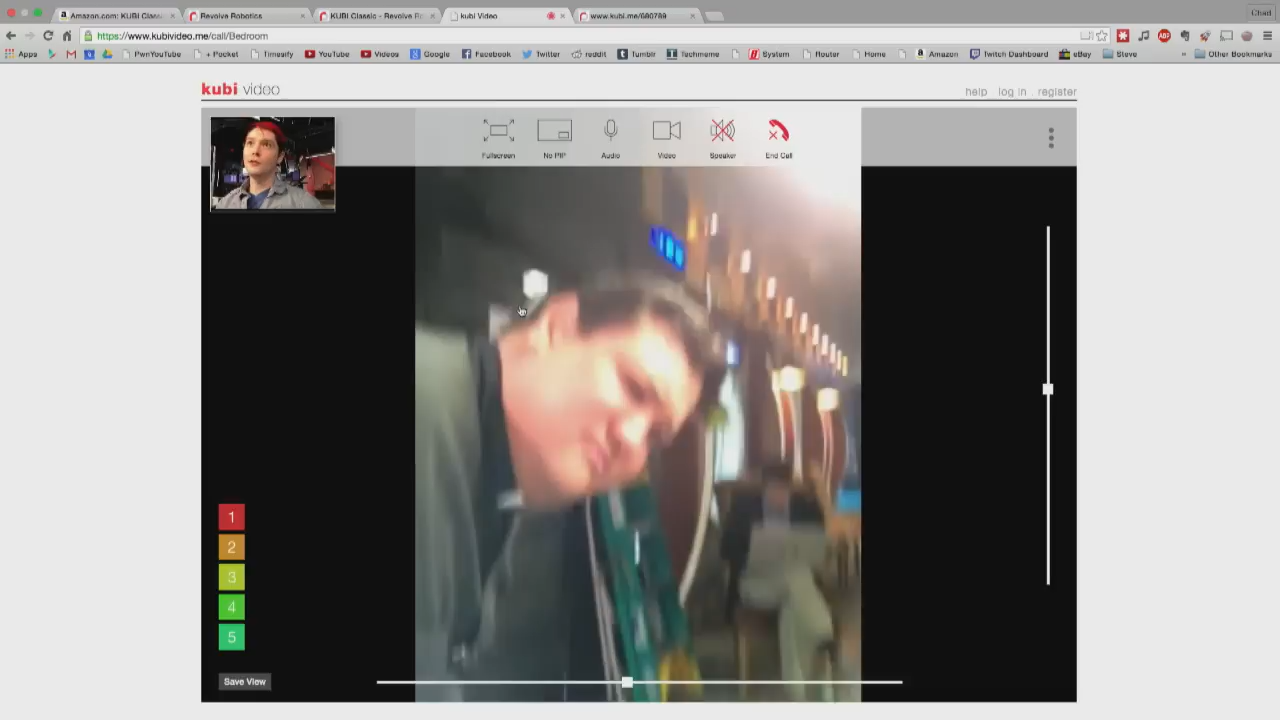 Amazon.com: KUBI Classi
Revolve Robotics
KUBI Classic - Revolve Ro
kubi Video
www.kubi.me/680789
Chad
https://www.kubivideo.me/call/Bedroom
Apps
PwnYouTube
+ Pocket
Timesify
YouTube
Videos
Google
Facebook
Twitter
reddit
Tumblr
Techmeme
System
Router
Home
Amazon
Twitch Dashboard
eBay
Steve
»
Other Bookmarks
kubi video
help
log in
register
Fullscreen
No PIP
Audio
Video
Speaker
End Call
1
2
3
4
5
Save View